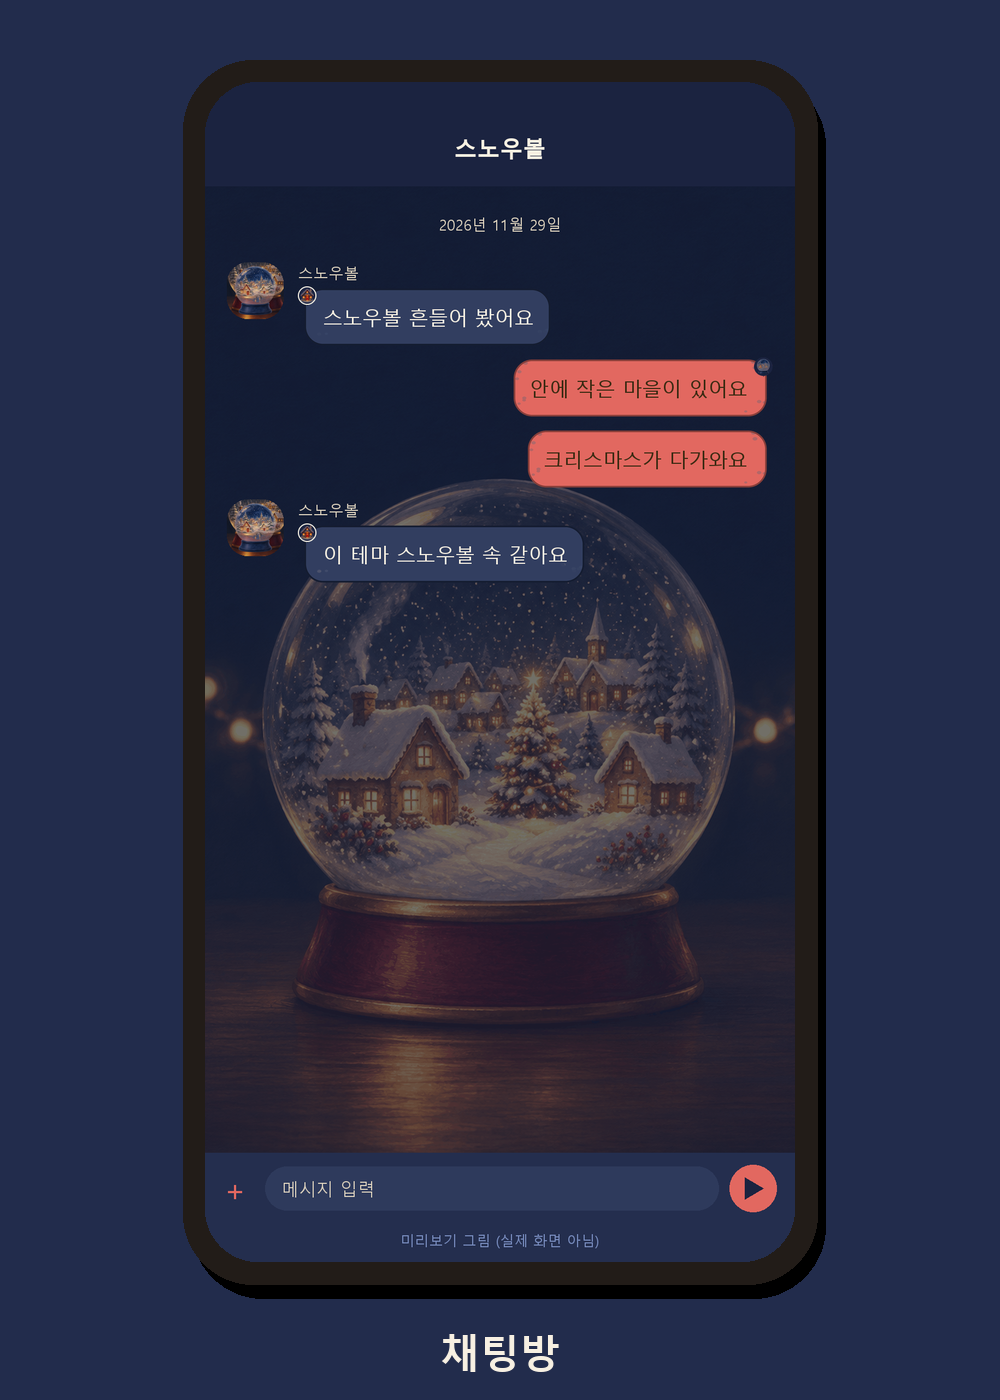 스노우볼
2026년 11월 29일
스노우볼
스노우볼 흔들어 봤어요
안에 작은 마을이 있어요
크리스마스가 다가와요
스노우볼
이 테마 스노우볼 속 같아요
+
메시지 입력
미리보기 그림 (실제 화면 아님)
채팅방